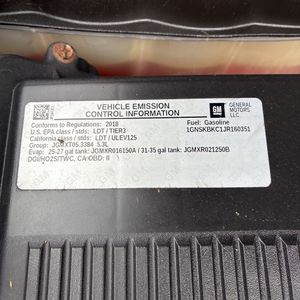 VEHICLE EMISSION
CONTROL INFORMATION
GM
GENERAL MOTORS LLC
Conforms to Regulations: 2018
U.S. EPA class / stds: LDT / TIER3
California class / stds: LDT / ULEV125
Group: JGMXT05.3384 5.3L
Evap: 25-27 gal tank: JGMXR016150A / 31-35 gal tank: JGMXR021250B
DGI/HO2S/TWC, CA OBD: II
Fuel: Gasoline
1GNSKBKC1JR160351